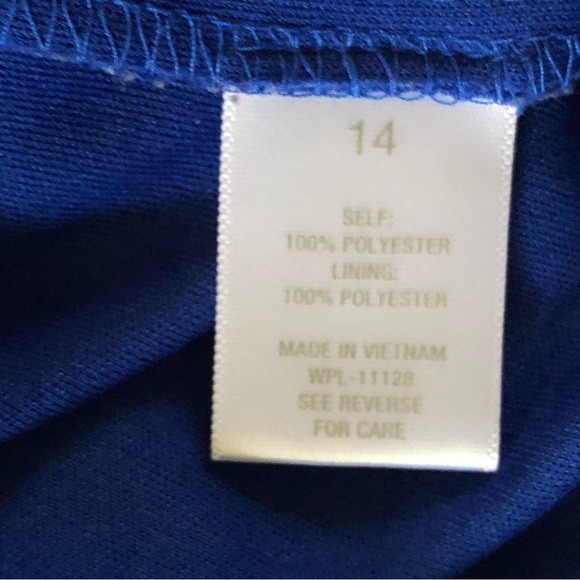 14
SELF:
100% POLYESTER
LINING:
100% POLYESTER
MADE IN VIETNAM
WPL-11128
SEE REVERSE
FOR CARE